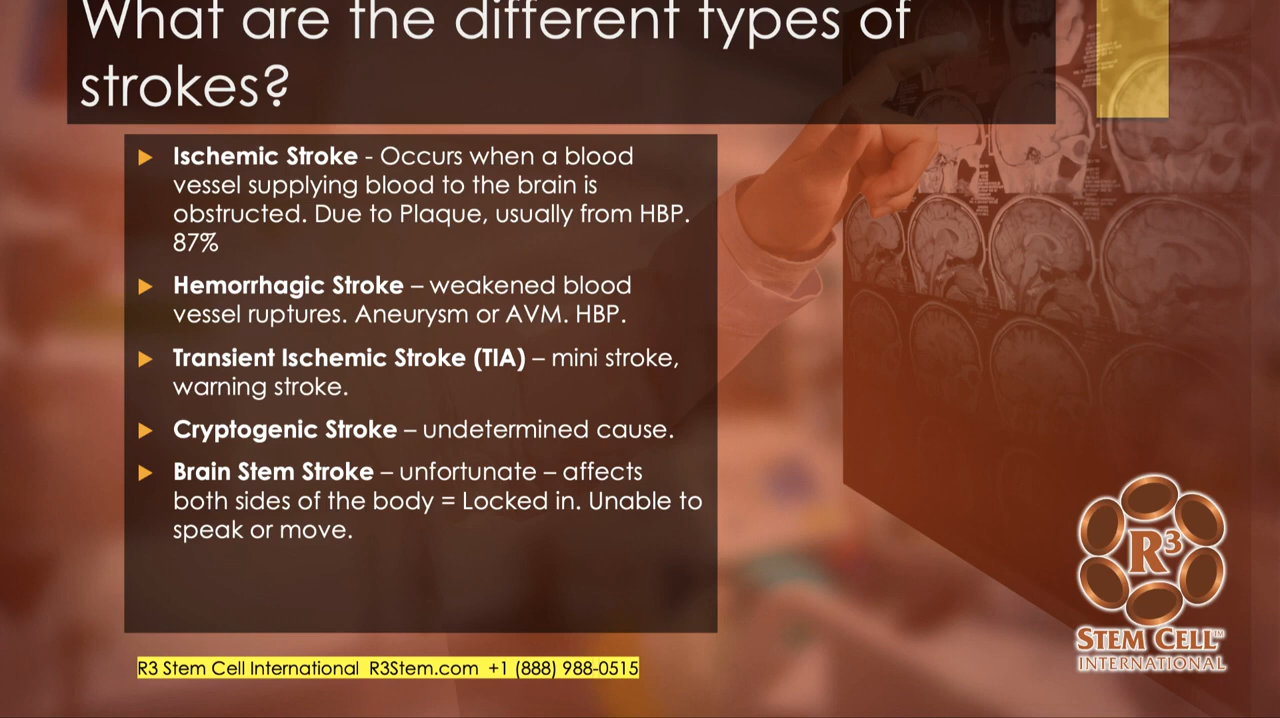 What are the different types of
strokes?
Ischemic Stroke - Occurs when a blood
vessel supplying blood to the brain is
obstructed. Due to Plaque, usually from HBP.
87%
Hemorrhagic Stroke – weakened blood
vessel ruptures. Aneurysm or AVM. HBP.
Transient Ischemic Stroke (TIA) – mini stroke,
warning stroke.
Cryptogenic Stroke – undetermined cause.
Brain Stem Stroke – unfortunate – affects
both sides of the body = Locked in. Unable to
speak or move.
R3 Stem Cell International R3Stem.com +1 (888) 988-0515
R³
STEM CELL™
INTERNATIONAL